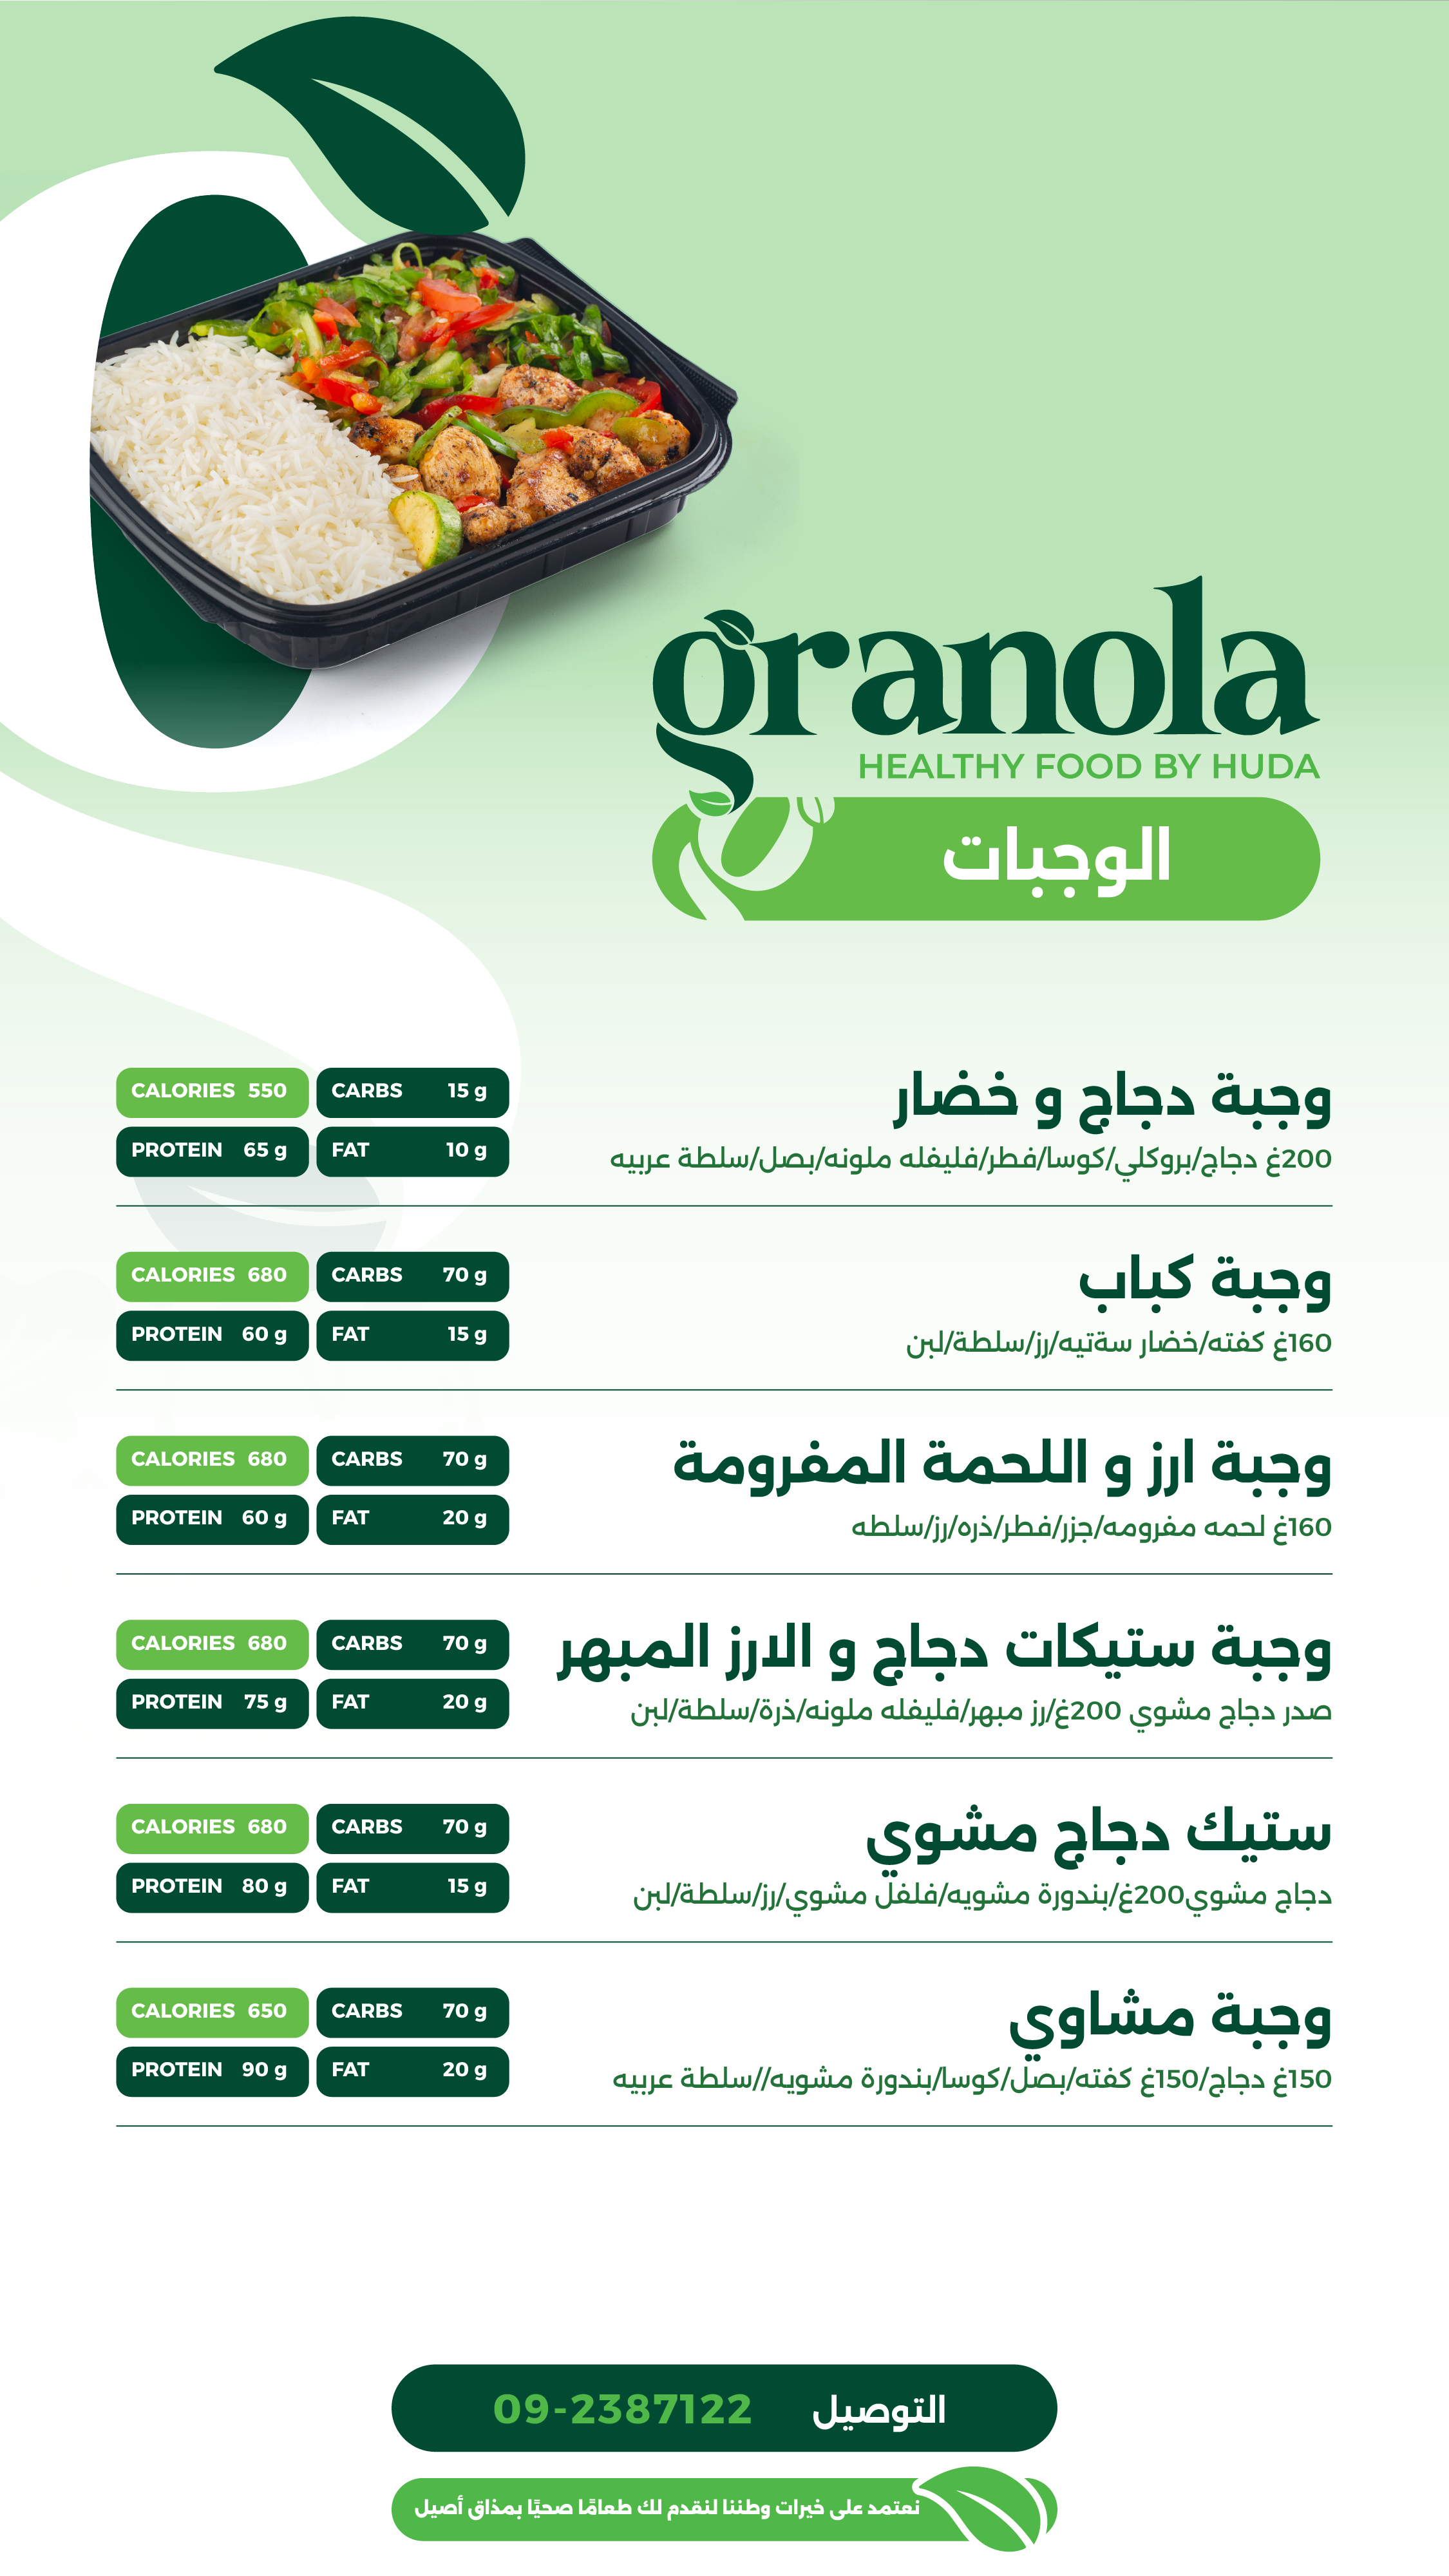 granola
HEALTHY FOOD BY HUDA
الوجبات
وجبة دجاج و خضار
200غ دجاج/بروكلي/كوسا/فطر/فليفله ملونه/بصل/سلطة عربيه
CALORIES 550 CARBS 15 g
PROTEIN 65 g FAT 10 g
وجبة كباب
160غ كفته/خضار سةتيه/رز/سلطة/لبن
CALORIES 680 CARBS 70 g
PROTEIN 60 g FAT 15 g
وجبة ارز و اللحمة المفرومة
160غ لحمه مفرومه/جزر/فطر/ذره/رز/سلطه
CALORIES 680 CARBS 70 g
PROTEIN 60 g FAT 20 g
وجبة ستيكات دجاج و الارز المبهر
صدر دجاج مشوي 200غ/رز مبهر/فليفله ملونه/ذرة/سلطة/لبن
CALORIES 680 CARBS 70 g
PROTEIN 75 g FAT 20 g
ستيك دجاج مشوي
دجاج مشوي200غ/بندورة مشويه/فلفل مشوي/رز/سلطة/لبن
CALORIES 680 CARBS 70 g
PROTEIN 80 g FAT 15 g
وجبة مشاوي
150غ دجاج/150غ كفته/بصل/كوسا/بندورة مشويه//سلطة عربيه
CALORIES 650 CARBS 70 g
PROTEIN 90 g FAT 20 g
التوصيل 09-2387122
نعتمد على خيرات وطننا لنقدم لك طعامًا صحيًا بمذاق أصيل